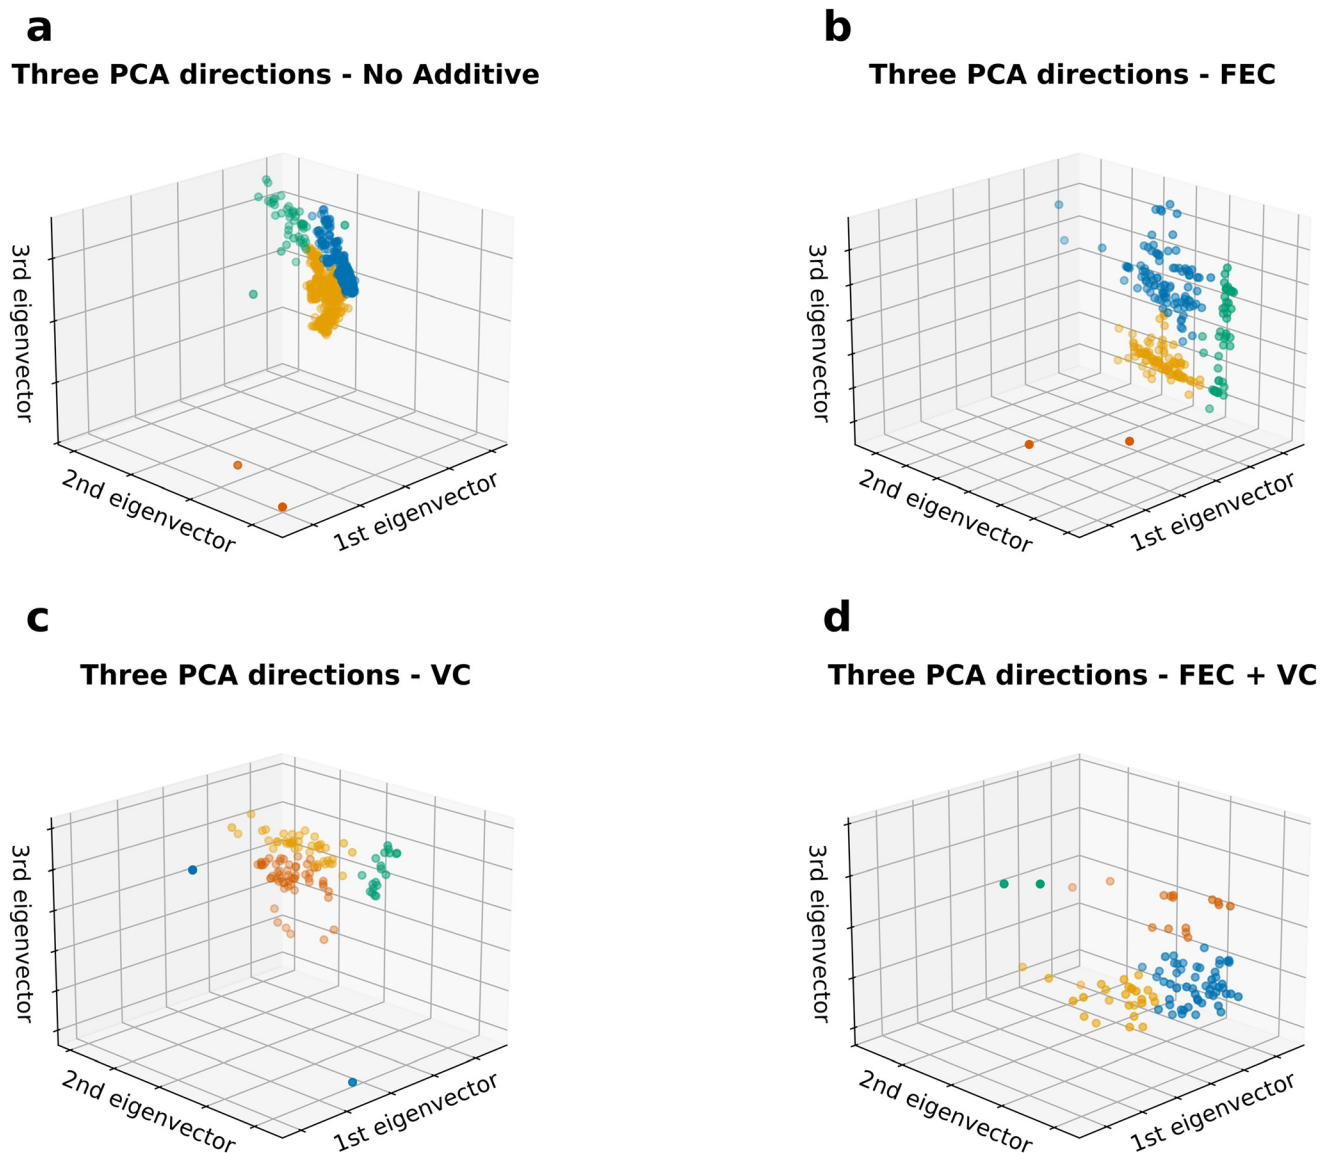 a
Three PCA directions - No Additive
3rd eigenvector
2nd eigenvector
1st eigenvector
b
Three PCA directions - FEC
3rd eigenvector
2nd eigenvector
1st eigenvector
c
Three PCA directions - VC
3rd eigenvector
2nd eigenvector
1st eigenvector
d
Three PCA directions - FEC + VC
3rd eigenvector
2nd eigenvector
1st eigenvector